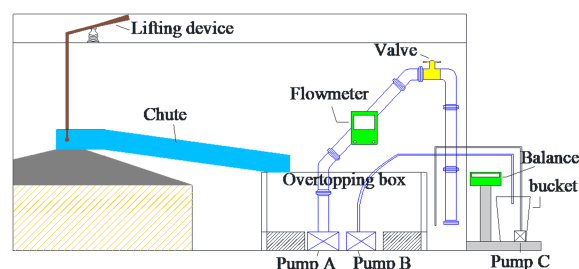 Lifting device
Valve
Flowmeter
Chute
Balance
Overtopping box
bucket
Pump A
Pump B
Pump C